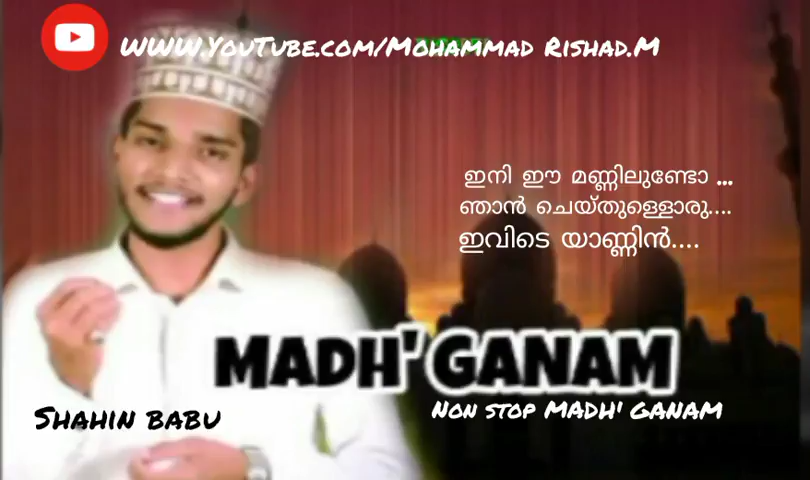 WWW.YouTube.com/Mohammad Rishad.M
ഇനി ഈ മണ്ണിലുണ്ടോ ...
ഞാൻ ചെയ്തുള്ളൊരു....
ഇവിടെ യാണ്ണിൻ....
MADH' GANAM
Non stop MADH' GANAM
Shahin babu